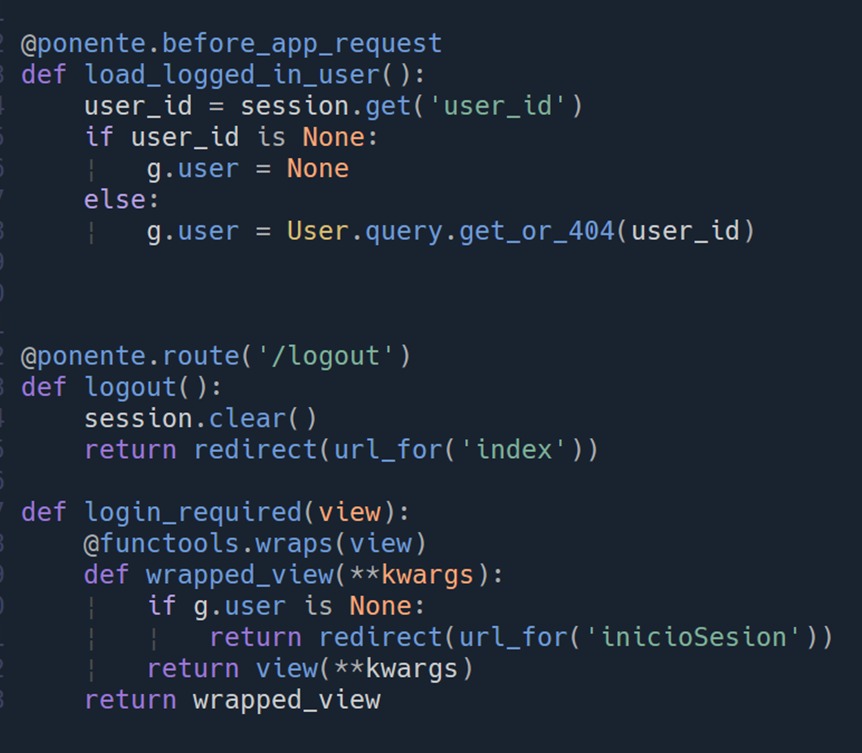 @ponente.before_app_request
def load_logged_in_user():
    user_id = session.get('user_id')
    if user_id is None:
        g.user = None
    else:
        g.user = User.query.get_or_404(user_id)
@ponente.route('/logout')
def logout():
    session.clear()
    return redirect(url_for('index'))
def login_required(view):
    @functools.wraps(view)
    def wrapped_view(**kwargs):
        if g.user is None:
            return redirect(url_for('inicioSesion'))
        return view(**kwargs)
    return wrapped_view